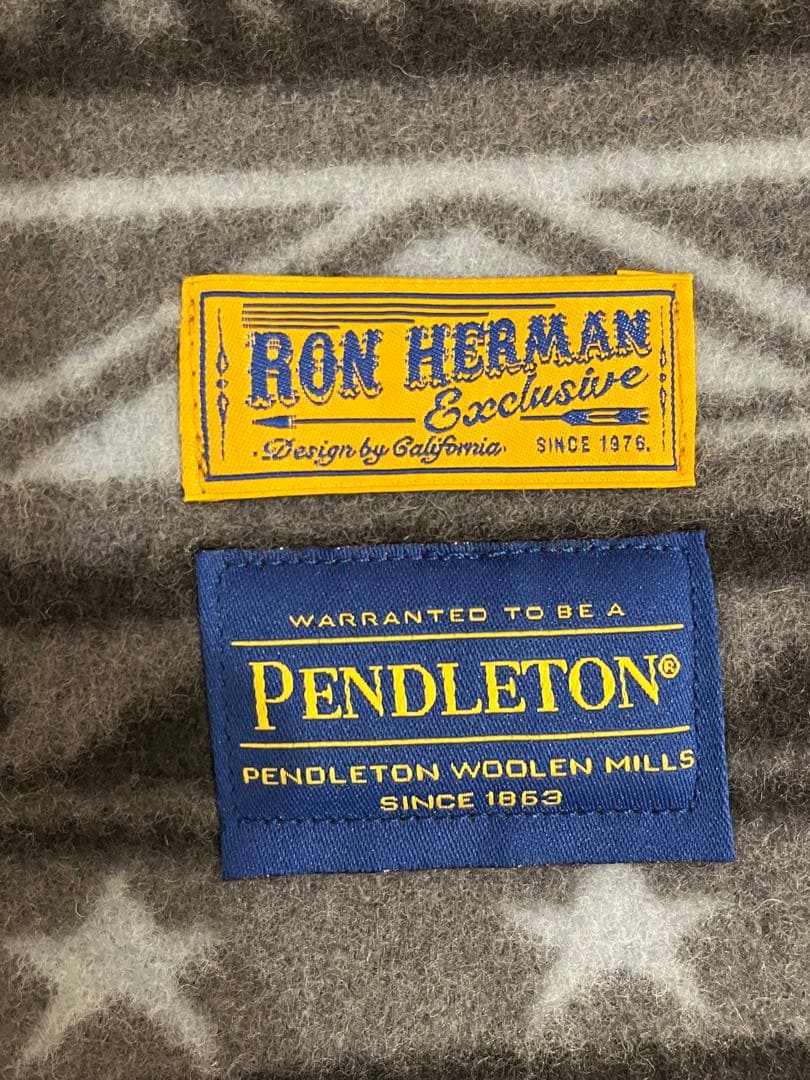 RON HERMAN
Exclusive
·Design by California· SINCE 1976.
WARRANTED TO BE A
PENDLETON®
PENDLETON WOOLEN MILLS
SINCE 1863